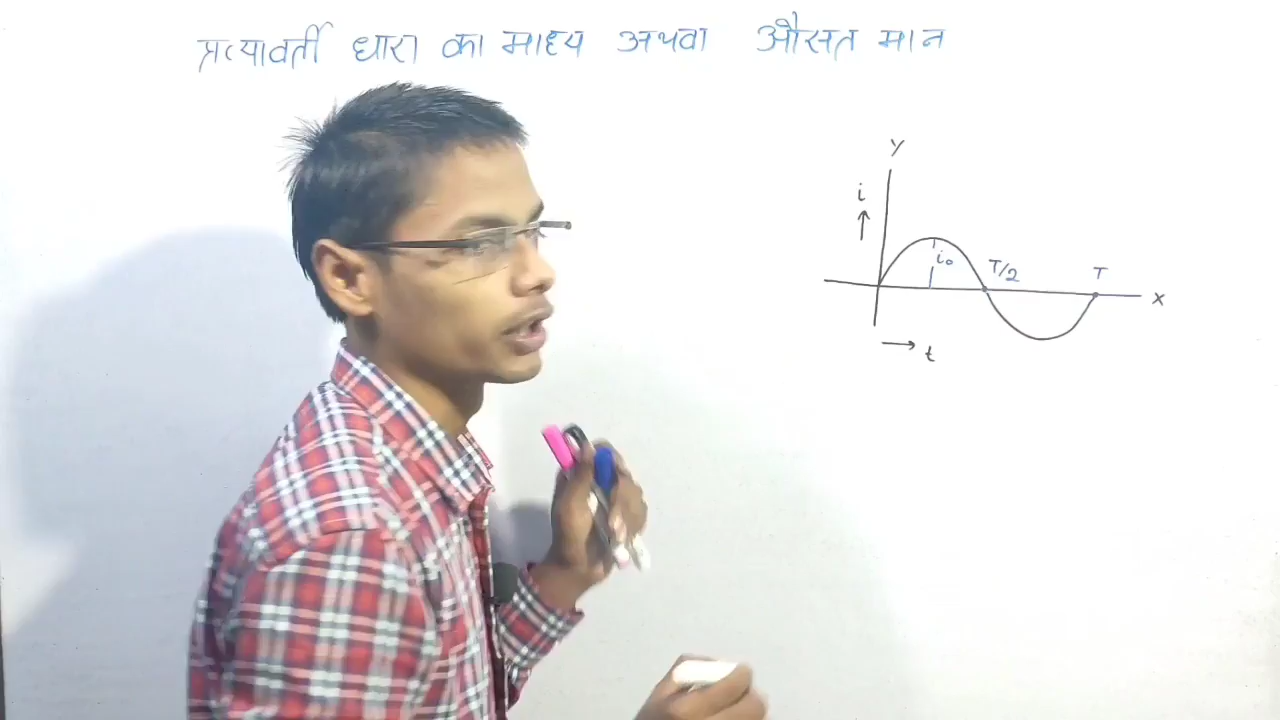 प्रत्यावर्ती धारा का माध्य अथवा औसत मान
Y
i
i₀
T/2
T
X
t